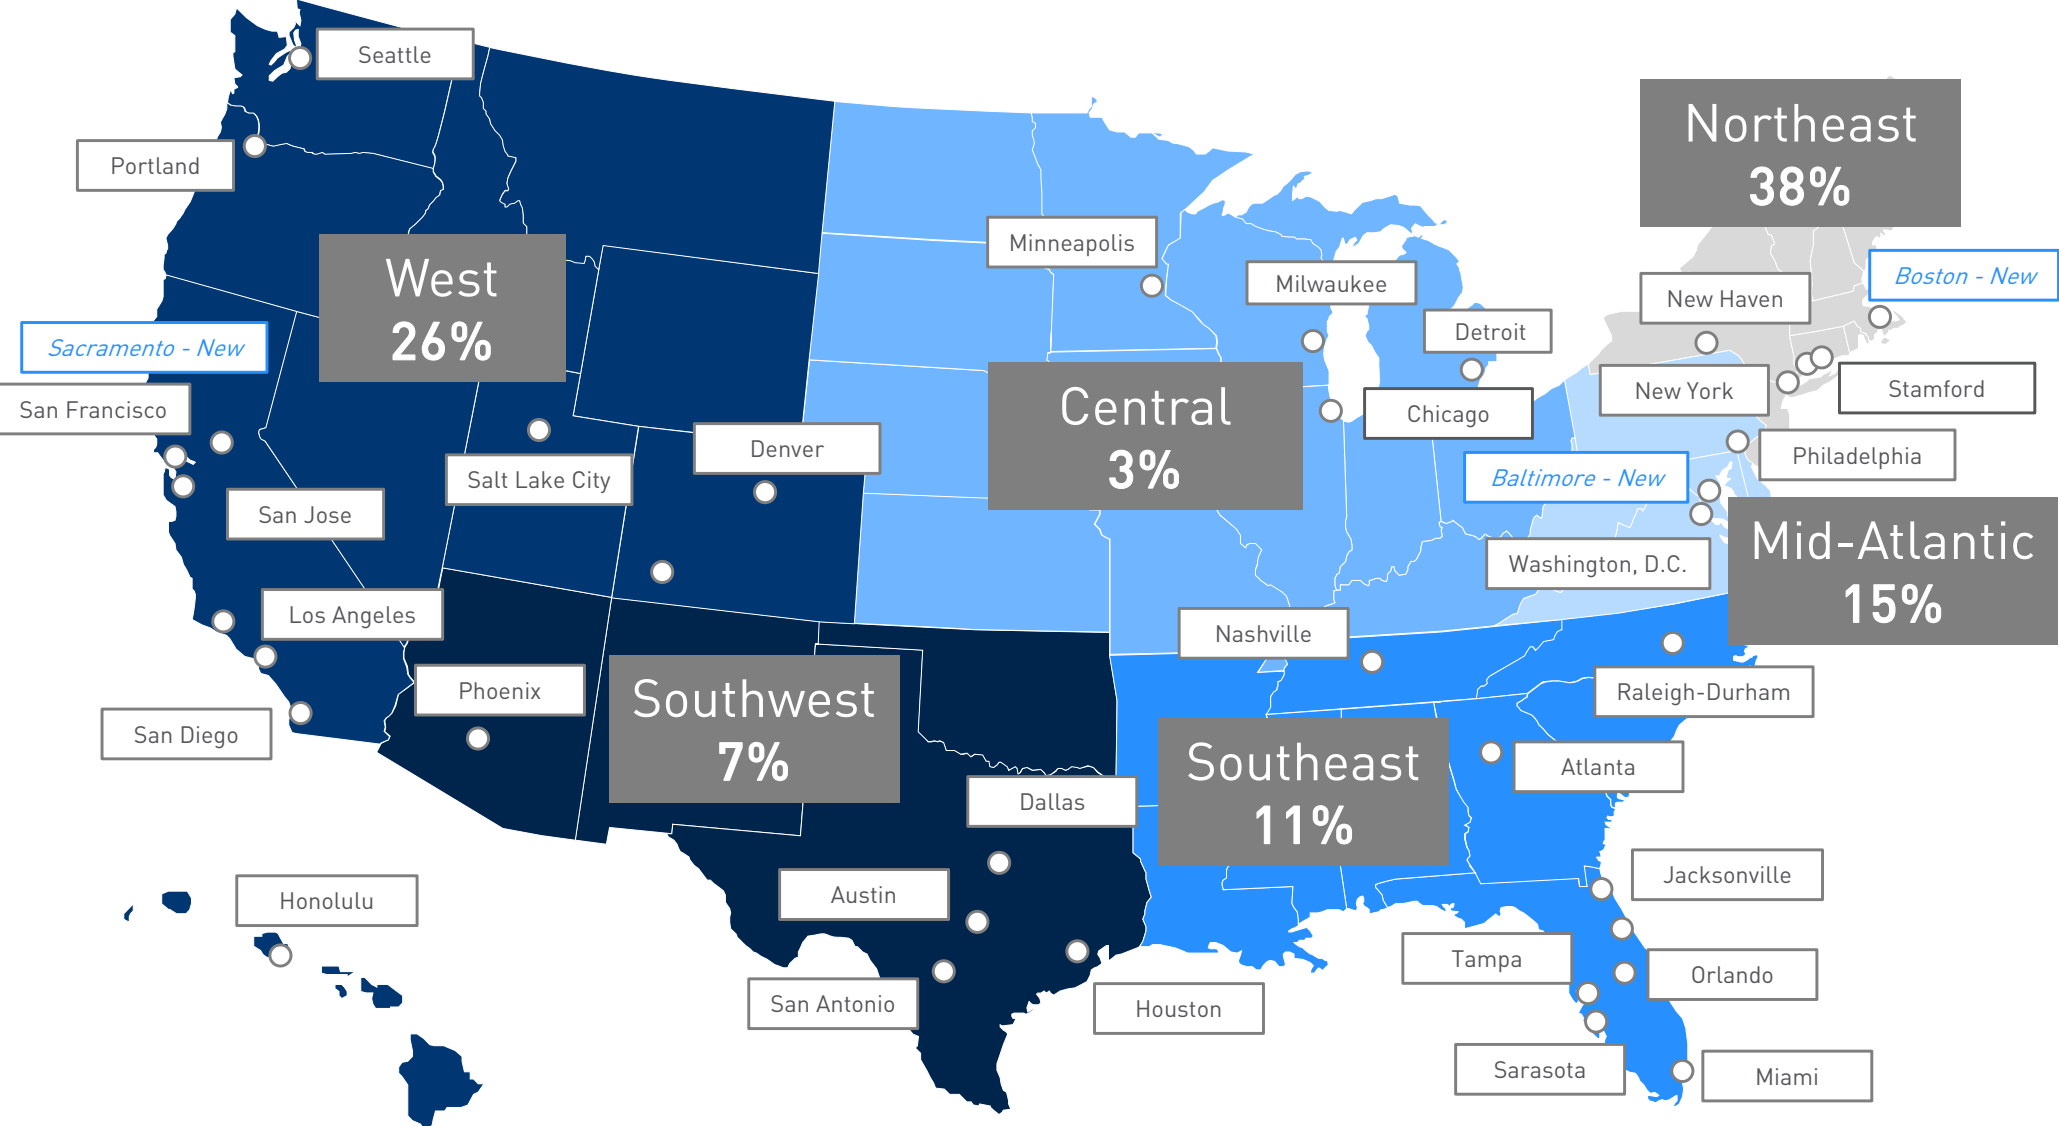 Seattle
Portland
Northeast
38%
Minneapolis
West
26%
Milwaukee
Boston - New
New Haven
Detroit
Sacramento - New
San Francisco
Central
3%
New York
Stamford
Chicago
Denver
Philadelphia
Salt Lake City
Baltimore - New
San Jose
Mid-Atlantic
15%
Washington, D.C.
Los Angeles
Nashville
Phoenix
Southwest
7%
Raleigh-Durham
San Diego
Southeast
11%
Atlanta
Dallas
Jacksonville
Austin
Honolulu
Tampa
Orlando
San Antonio
Houston
Sarasota
Miami